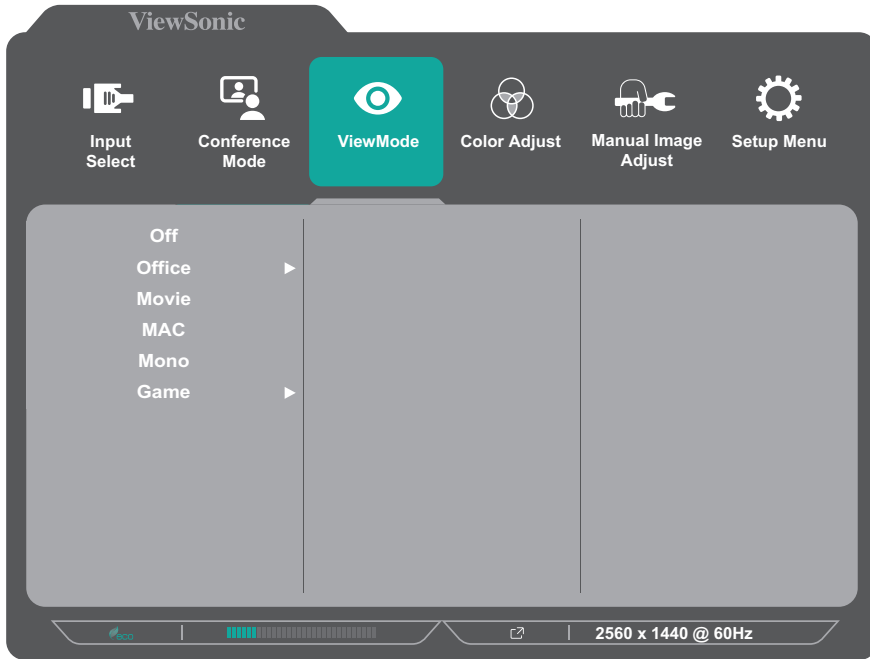 ViewSonic
Input
Select
Conference
Mode
ViewMode
Color Adjust
Manual Image
Adjust
Setup Menu
Off
Office
Movie
MAC
Mono
Game
eco
2560 x 1440 @ 60Hz